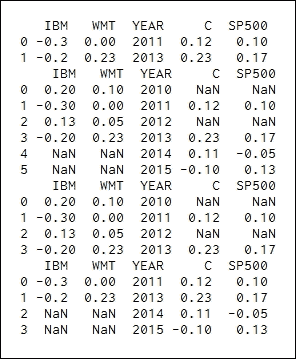 IBM WMT YEAR C SP500
0 -0.3 0.00 2011 0.12 0.10
1 -0.2 0.23 2013 0.23 0.17
IBM WMT YEAR C SP500
0 0.20 0.10 2010 NaN NaN
1 -0.30 0.00 2011 0.12 0.10
2 0.13 0.05 2012 NaN NaN
3 -0.20 0.23 2013 0.23 0.17
4 NaN NaN 2014 0.11 -0.05
5 NaN NaN 2015 -0.10 0.13
IBM WMT YEAR C SP500
0 0.20 0.10 2010 NaN NaN
1 -0.30 0.00 2011 0.12 0.10
2 0.13 0.05 2012 NaN NaN
3 -0.20 0.23 2013 0.23 0.17
IBM WMT YEAR C SP500
0 -0.3 0.00 2011 0.12 0.10
1 -0.2 0.23 2013 0.23 0.17
2 NaN NaN 2014 0.11 -0.05
3 NaN NaN 2015 -0.10 0.13